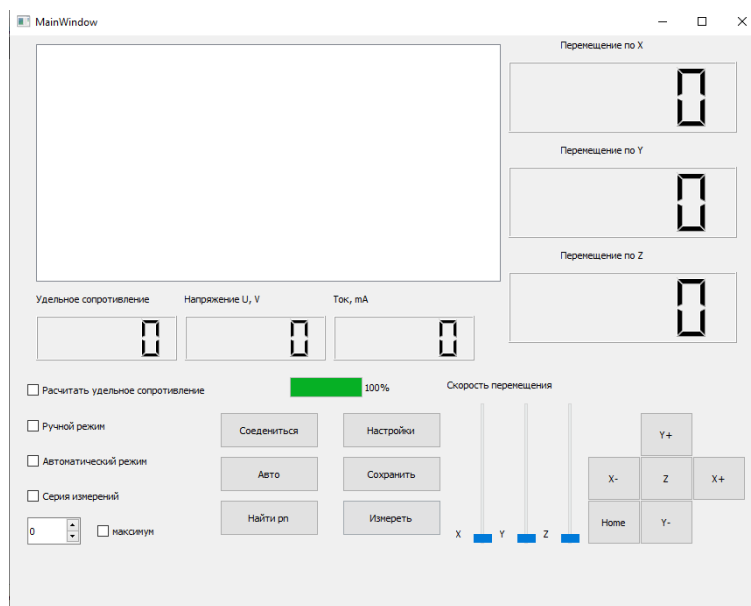 MainWindow
Перемещение по X
0
Перемещение по Y
0
Перемещение по Z
0
Удельное сопротивление
Напряжение U, V
Ток, mA
0
0
0
Расчитать удельное сопротивление
100%
Скорость перемещения
Ручной режим
Соедениться
Настройки
Y+
Автоматический режим
Авто
Сохранить
X-
Z
X+
Серия измерений
Найти pn
Измереть
Home
Y-
0
максимум
X
Y
Z